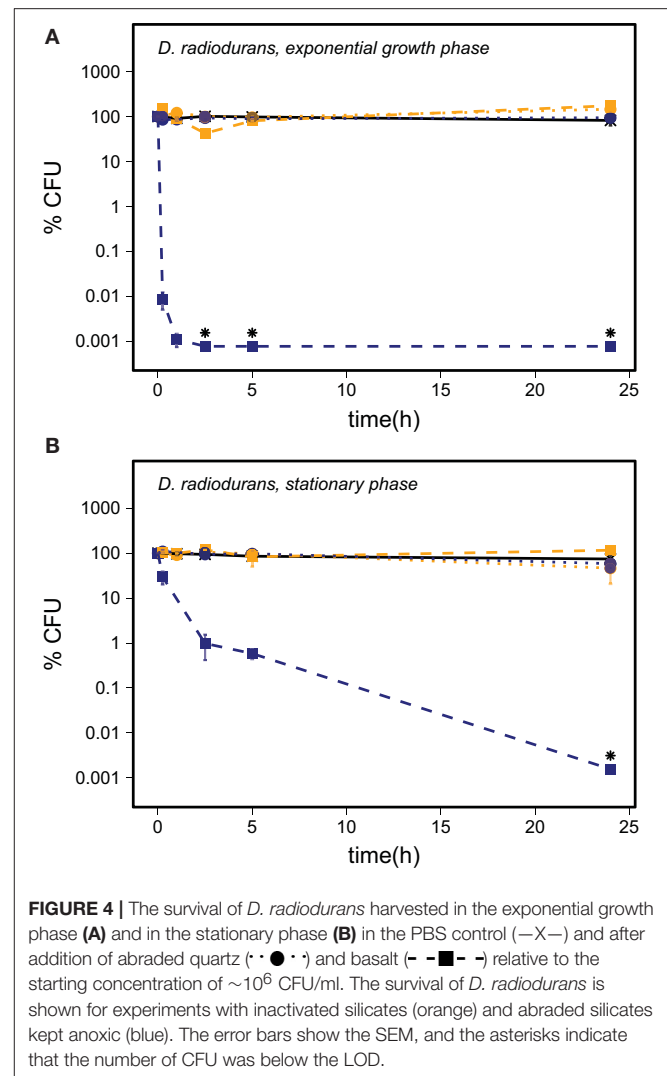 A
D. radiodurans, exponential growth phase
1000
100
10
1
0.1
0.01
0.001
% CFU
* * *
0 5 10 15 20 25
time(h)
B
D. radiodurans, stationary phase
1000
100
10
1
0.1
0.01
0.001
% CFU
*
0 5 10 15 20 25
time(h)
FIGURE 4 | The survival of D. radiodurans harvested in the exponential growth
phase (A) and in the stationary phase (B) in the PBS control (—X—) and after
addition of abraded quartz (· · ● · ·) and basalt (– – ■ – –) relative to the
starting concentration of ∼10⁶ CFU/ml. The survival of D. radiodurans is
shown for experiments with inactivated silicates (orange) and abraded silicates
kept anoxic (blue). The error bars show the SEM, and the asterisks indicate
that the number of CFU was below the LOD.